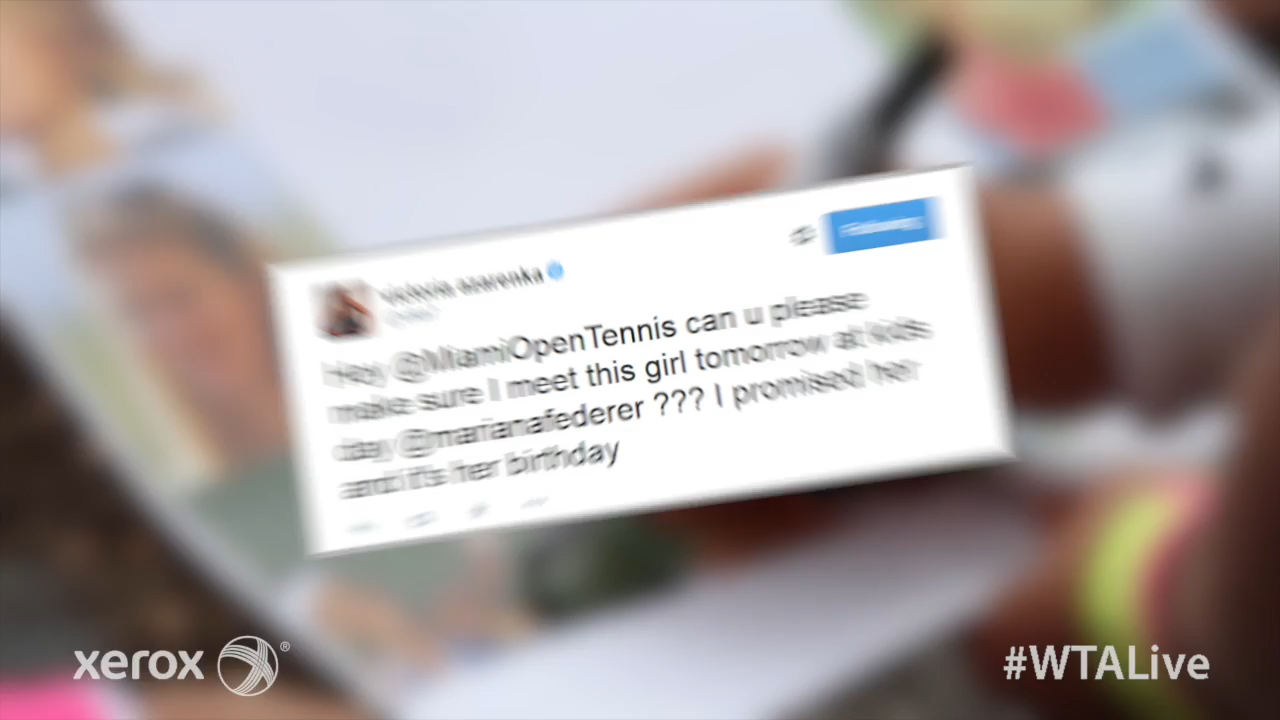 victoria azarenka
Following
Hey @MiamiOpenTennis can u please
make sure I meet this girl tomorrow at kids
day @marianafederer ??? I promised her
and it's her birthday
xerox ®
#WTALive